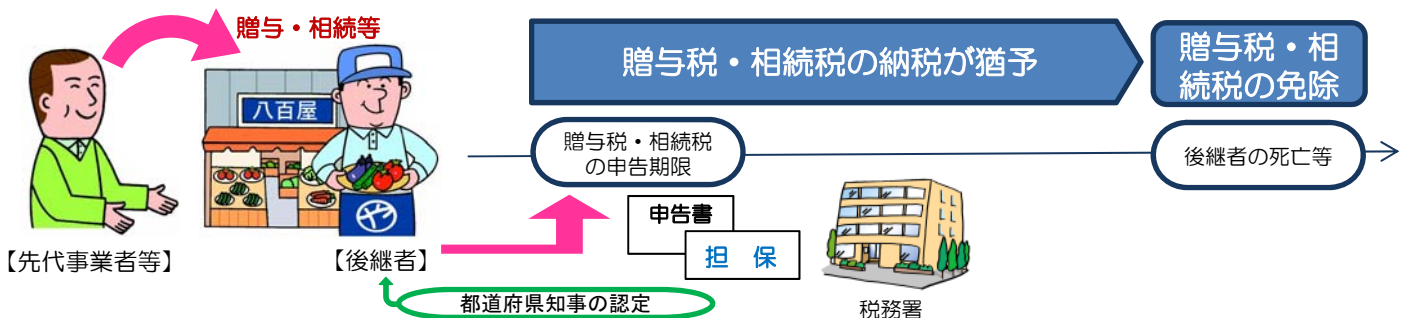 贈与・相続等
八百屋
や
【先代事業者等】
【後継者】
都道府県知事の認定
贈与税・相続税の納税が猶予
贈与税・相
続税の免除
贈与税・相続税
の申告期限
後継者の死亡等
申告書
担 保
税務署